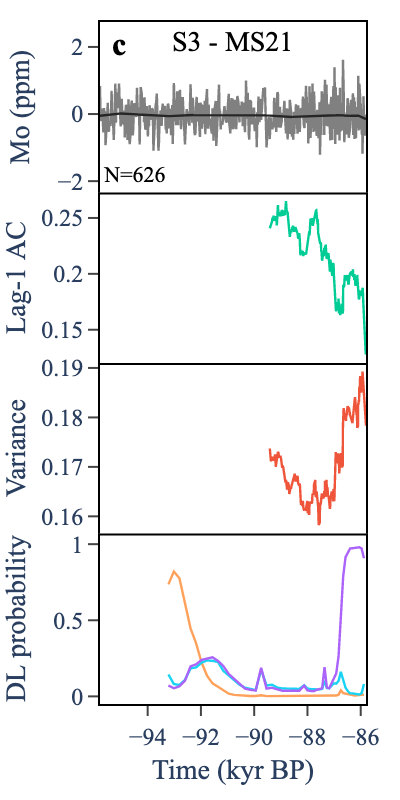 c S3 - MS21
Mo (ppm)
2
0
−2
N=626
Lag-1 AC
0.25
0.2
0.15
Variance
0.19
0.18
0.17
0.16
DL probability
1
0.5
0
−94 −92 −90 −88 −86
Time (kyr BP)